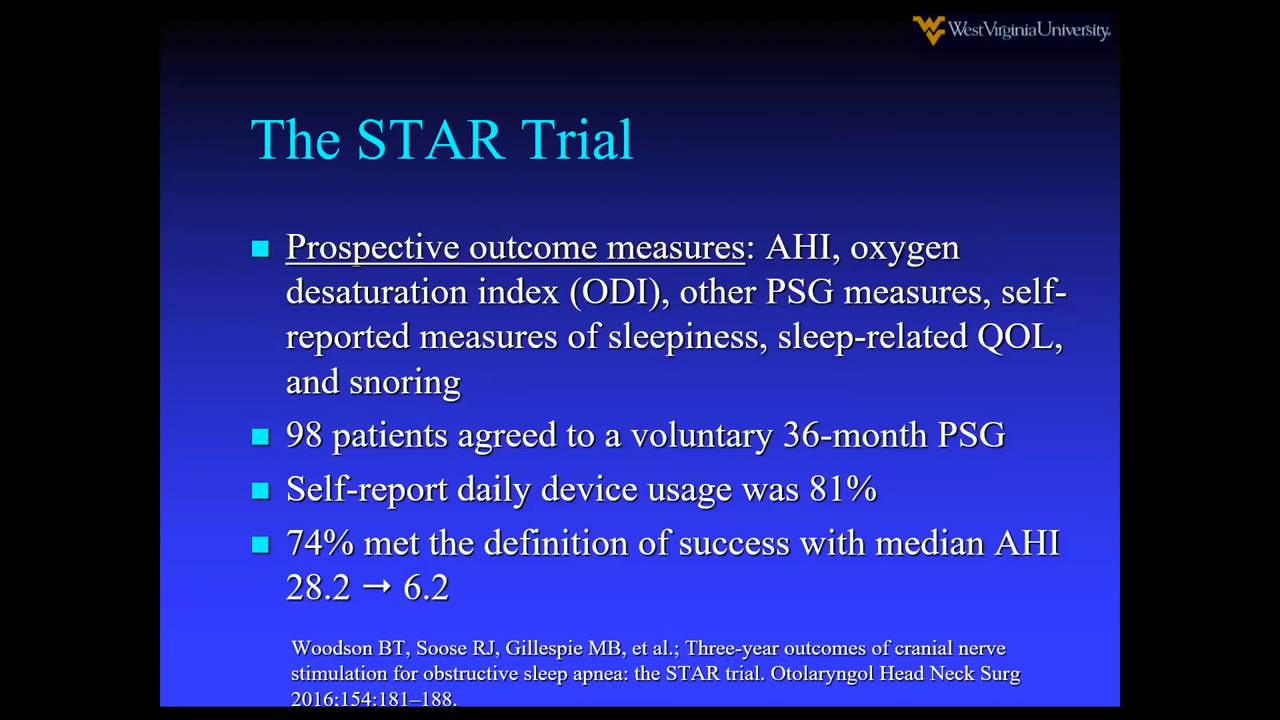 WestVirginiaUniversity.
The STAR Trial
Prospective outcome measures: AHI, oxygen
desaturation index (ODI), other PSG measures, self-
reported measures of sleepiness, sleep-related QOL,
and snoring
98 patients agreed to a voluntary 36-month PSG
Self-report daily device usage was 81%
74% met the definition of success with median AHI
28.2 → 6.2
Woodson BT, Soose RJ, Gillespie MB, et al.; Three-year outcomes of cranial nerve
stimulation for obstructive sleep apnea: the STAR trial. Otolaryngol Head Neck Surg
2016;154:181–188.